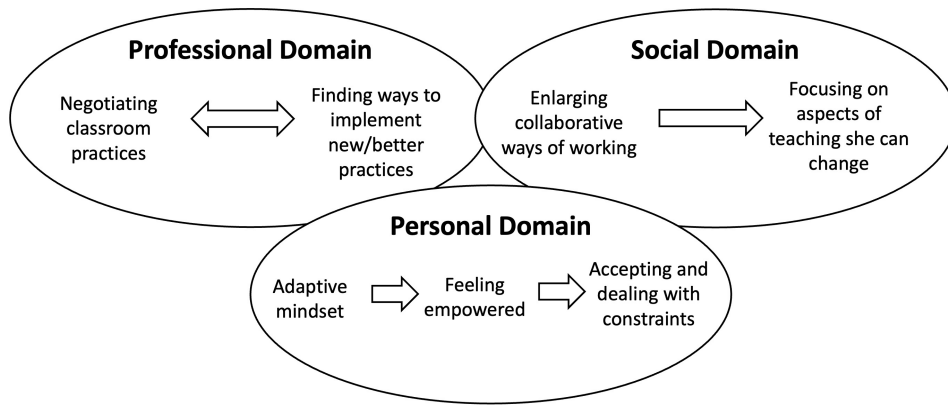 Professional Domain
Negotiating
classroom
practices
Finding ways to
implement
new/better
practices
Social Domain
Enlarging
collaborative
ways of working
Focusing on
aspects of
teaching she can
change
Personal Domain
Adaptive
mindset
Feeling
empowered
Accepting and
dealing with
constraints